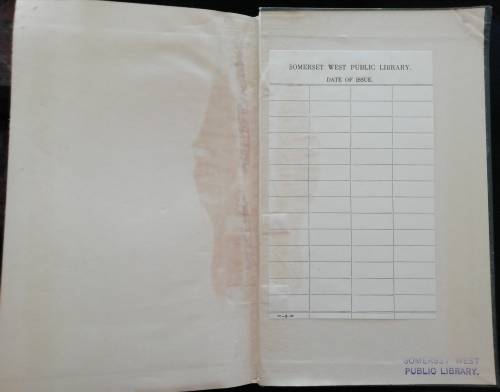 SOMERSET WEST PUBLIC LIBRARY.
DATE OF ISSUE.
SOMERSET WEST
PUBLIC LIBRARY.